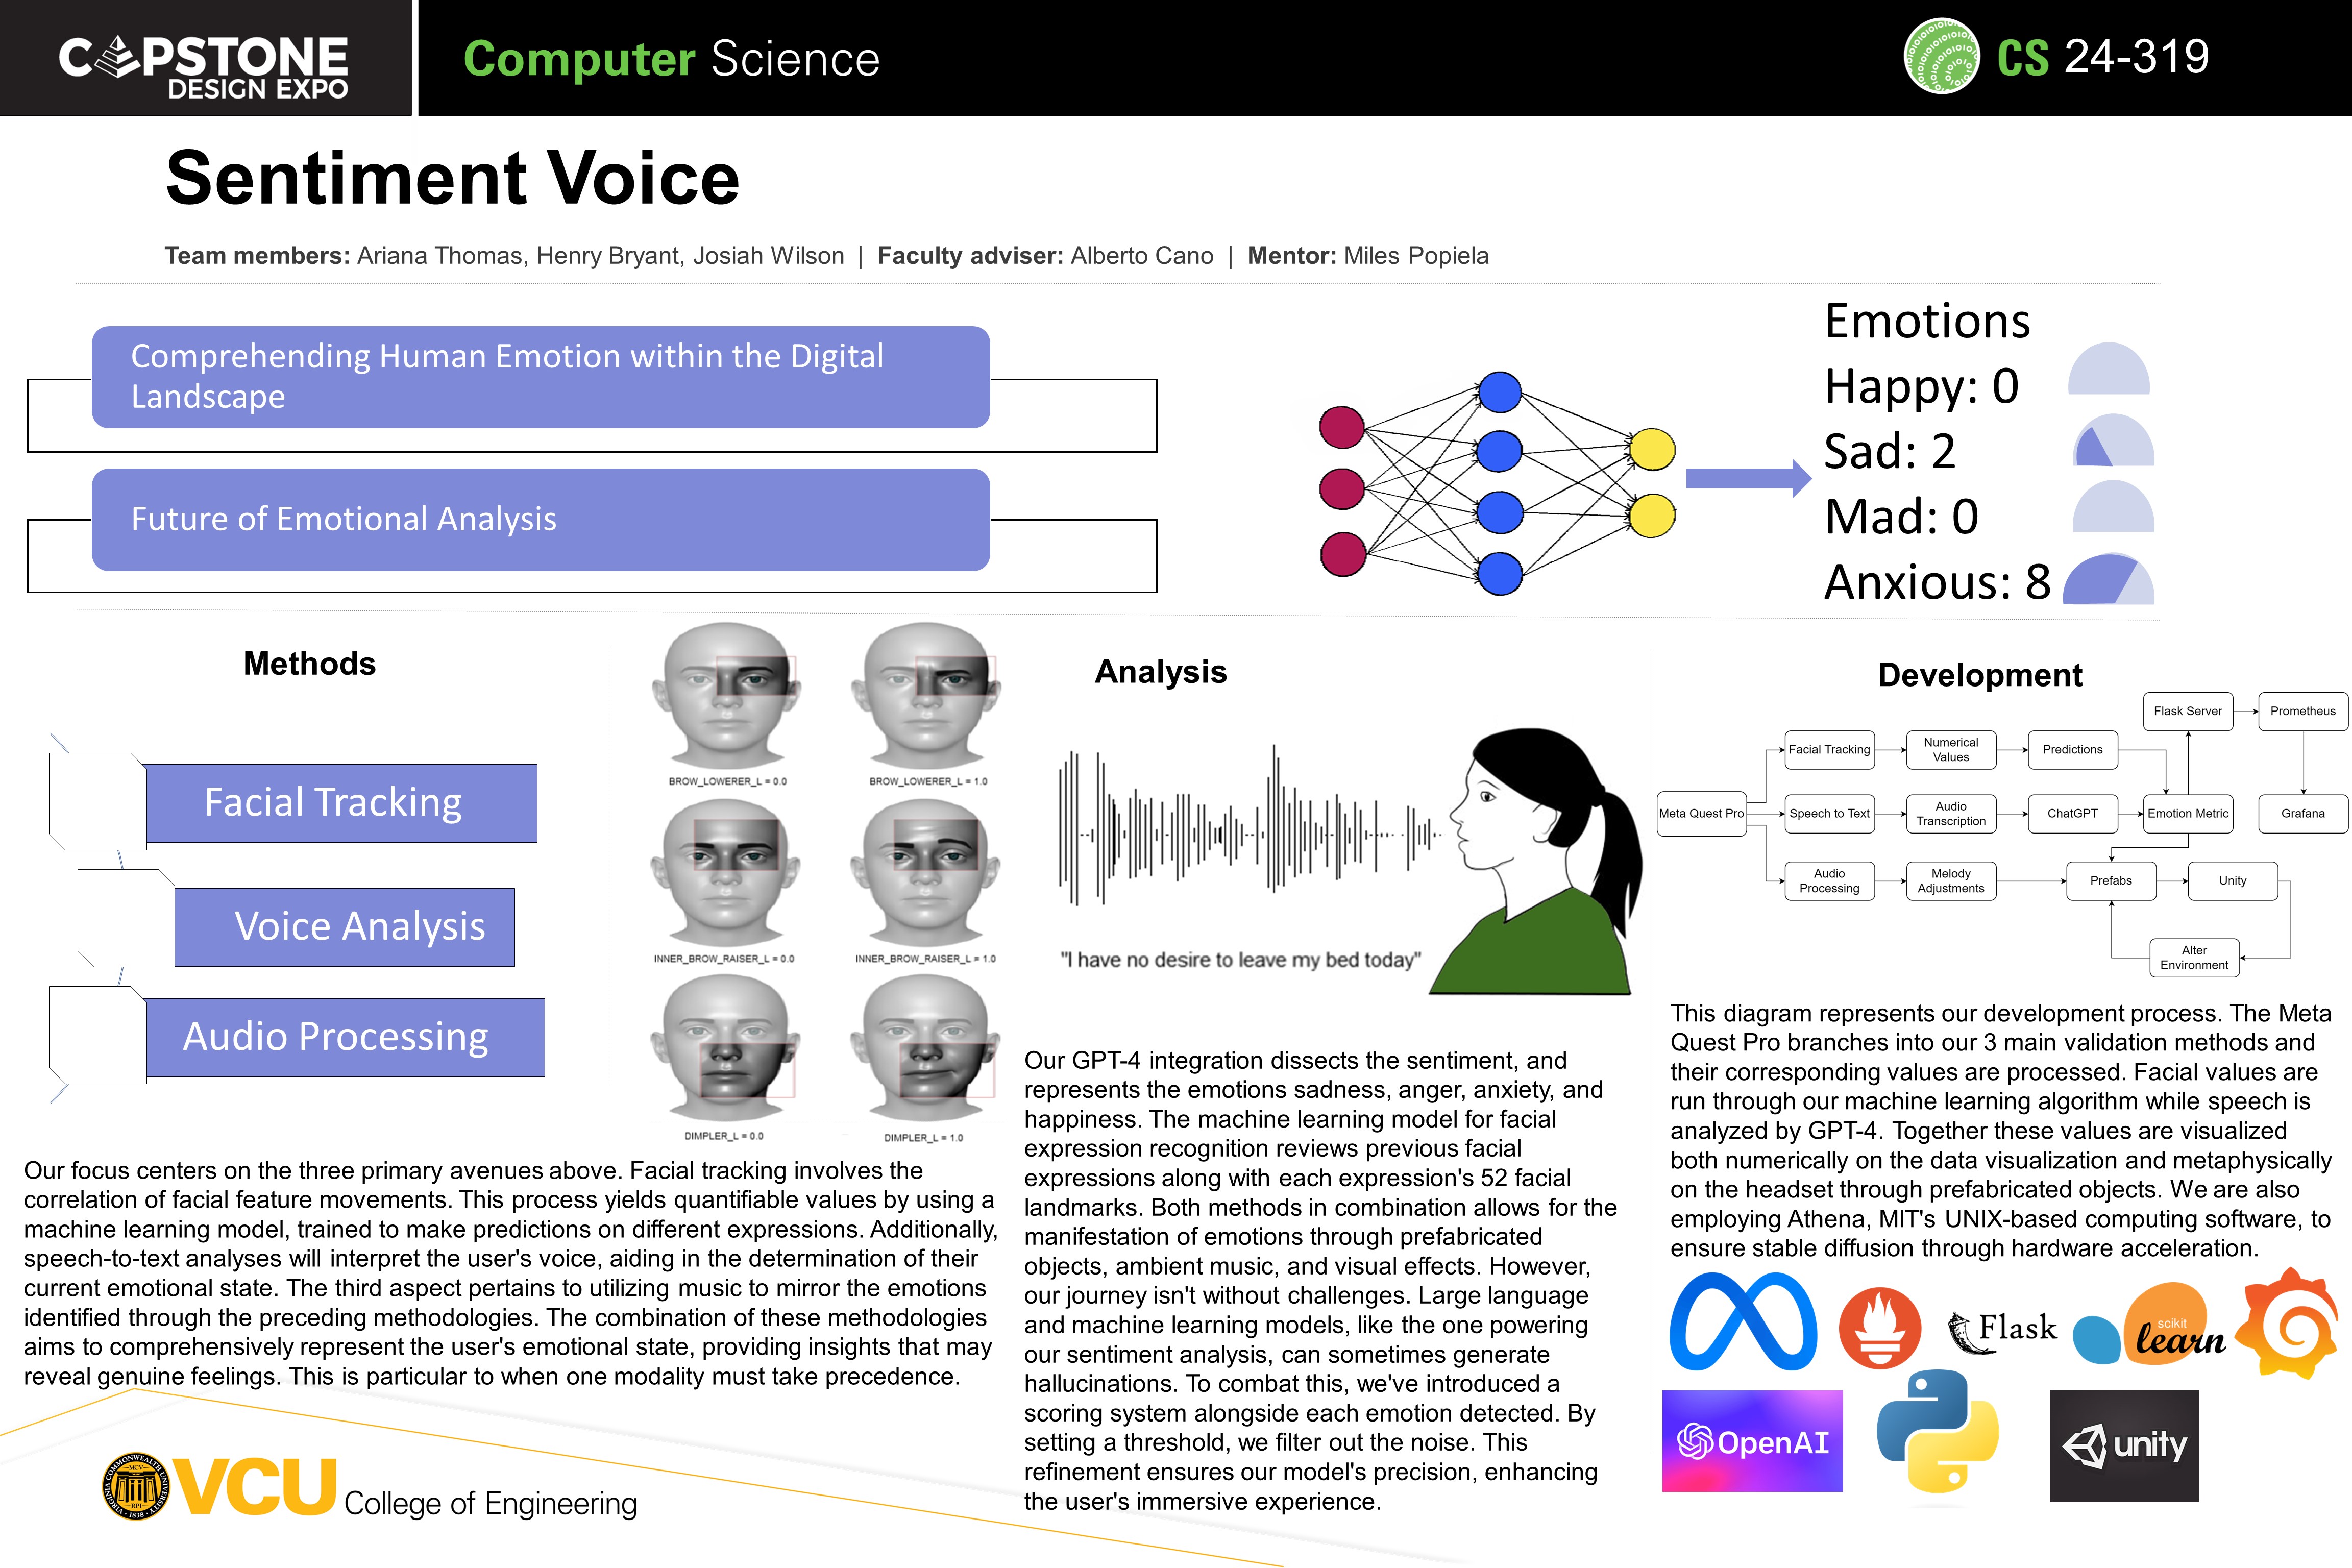 CAPSTONE
DESIGN EXPO
Computer Science
CS 24-319
Sentiment Voice
Team members: Ariana Thomas, Henry Bryant, Josiah Wilson | Faculty adviser: Alberto Cano | Mentor: Miles Popiela
Comprehending Human Emotion within the Digital
Landscape
Future of Emotional Analysis
Emotions
Happy: 0
Sad: 2
Mad: 0
Anxious: 8
Methods
Facial Tracking
Voice Analysis
Audio Processing
BROW_LOWERER_L = 0.0
BROW_LOWERER_L = 1.0
INNER_BROW_RAISER_L = 0.0
INNER_BROW_RAISER_L = 1.0
DIMPLER_L = 0.0
DIMPLER_L = 1.0
Our focus centers on the three primary avenues above. Facial tracking involves the
correlation of facial feature movements. This process yields quantifiable values by using a
machine learning model, trained to make predictions on different expressions. Additionally,
speech-to-text analyses will interpret the user's voice, aiding in the determination of their
current emotional state. The third aspect pertains to utilizing music to mirror the emotions
identified through the preceding methodologies. The combination of these methodologies
aims to comprehensively represent the user's emotional state, providing insights that may
reveal genuine feelings. This is particular to when one modality must take precedence.
Analysis
"I have no desire to leave my bed today"
Our GPT-4 integration dissects the sentiment, and
represents the emotions sadness, anger, anxiety, and
happiness. The machine learning model for facial
expression recognition reviews previous facial
expressions along with each expression's 52 facial
landmarks. Both methods in combination allows for the
manifestation of emotions through prefabricated
objects, ambient music, and visual effects. However,
our journey isn't without challenges. Large language
and machine learning models, like the one powering
our sentiment analysis, can sometimes generate
hallucinations. To combat this, we've introduced a
scoring system alongside each emotion detected. By
setting a threshold, we filter out the noise. This
refinement ensures our model's precision, enhancing
the user's immersive experience.
Development
Flask Server
Prometheus
Facial Tracking
Numerical
Values
Predictions
Meta Quest Pro
Speech to Text
Audio
Transcription
ChatGPT
Emotion Metric
Grafana
Audio
Processing
Melody
Adjustments
Prefabs
Unity
Alter
Environment
This diagram represents our development process. The Meta
Quest Pro branches into our 3 main validation methods and
their corresponding values are processed. Facial values are
run through our machine learning algorithm while speech is
analyzed by GPT-4. Together these values are visualized
both numerically on the data visualization and metaphysically
on the headset through prefabricated objects. We are also
employing Athena, MIT's UNIX-based computing software, to
ensure stable diffusion through hardware acceleration.
Flask
scikit
learn
OpenAI
unity
VIRGINIA COMMONWEALTH UNIVERSITY
MCV
RPI
1838
VCU College of Engineering